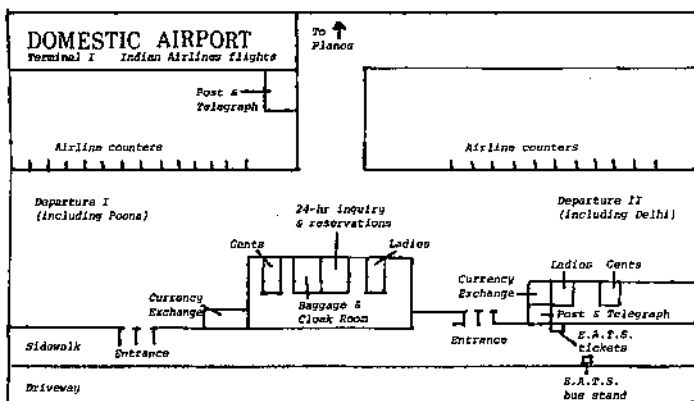 DOMESTIC AIRPORT
Terminal I Indian Airlines flights
To
Planes
Post &
Telegraph
Airline counters
Airline counters
Departure I
(including Poona)
24-hr inquiry
& reservations
Departure II
(including Delhi)
Gents
Ladies
Ladies
Gents
Currency
Exchange
Baggage &
Cloak Room
Currency
Exchange
Post & Telegraph
Sidewalk
Entrance
Entrance
E.A.T.S.
tickets
Driveway
E.A.T.S.
bus stand